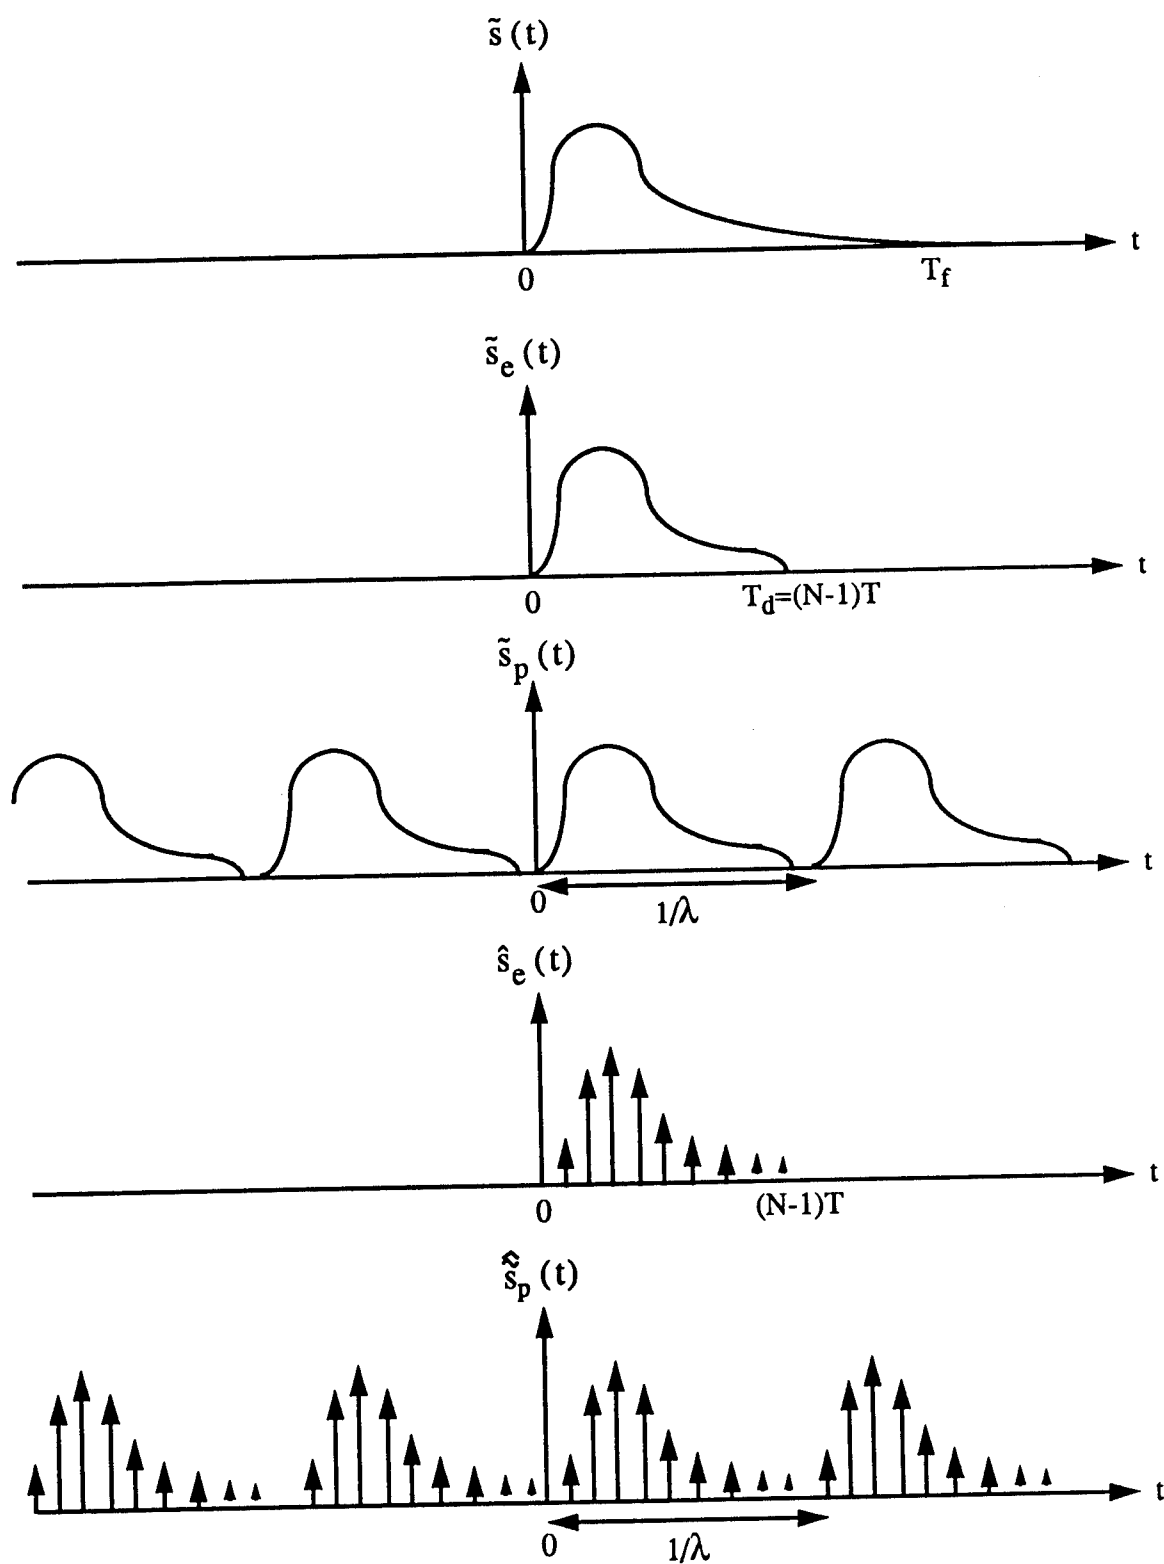 s̃ (t)
t
0
T_f
s̃_e (t)
t
0
T_d=(N-1)T
s̃_p (t)
t
0
1/λ
ŝ_e (t)
t
0
(N-1)T
s̃̂_p (t)
t
0
1/λ